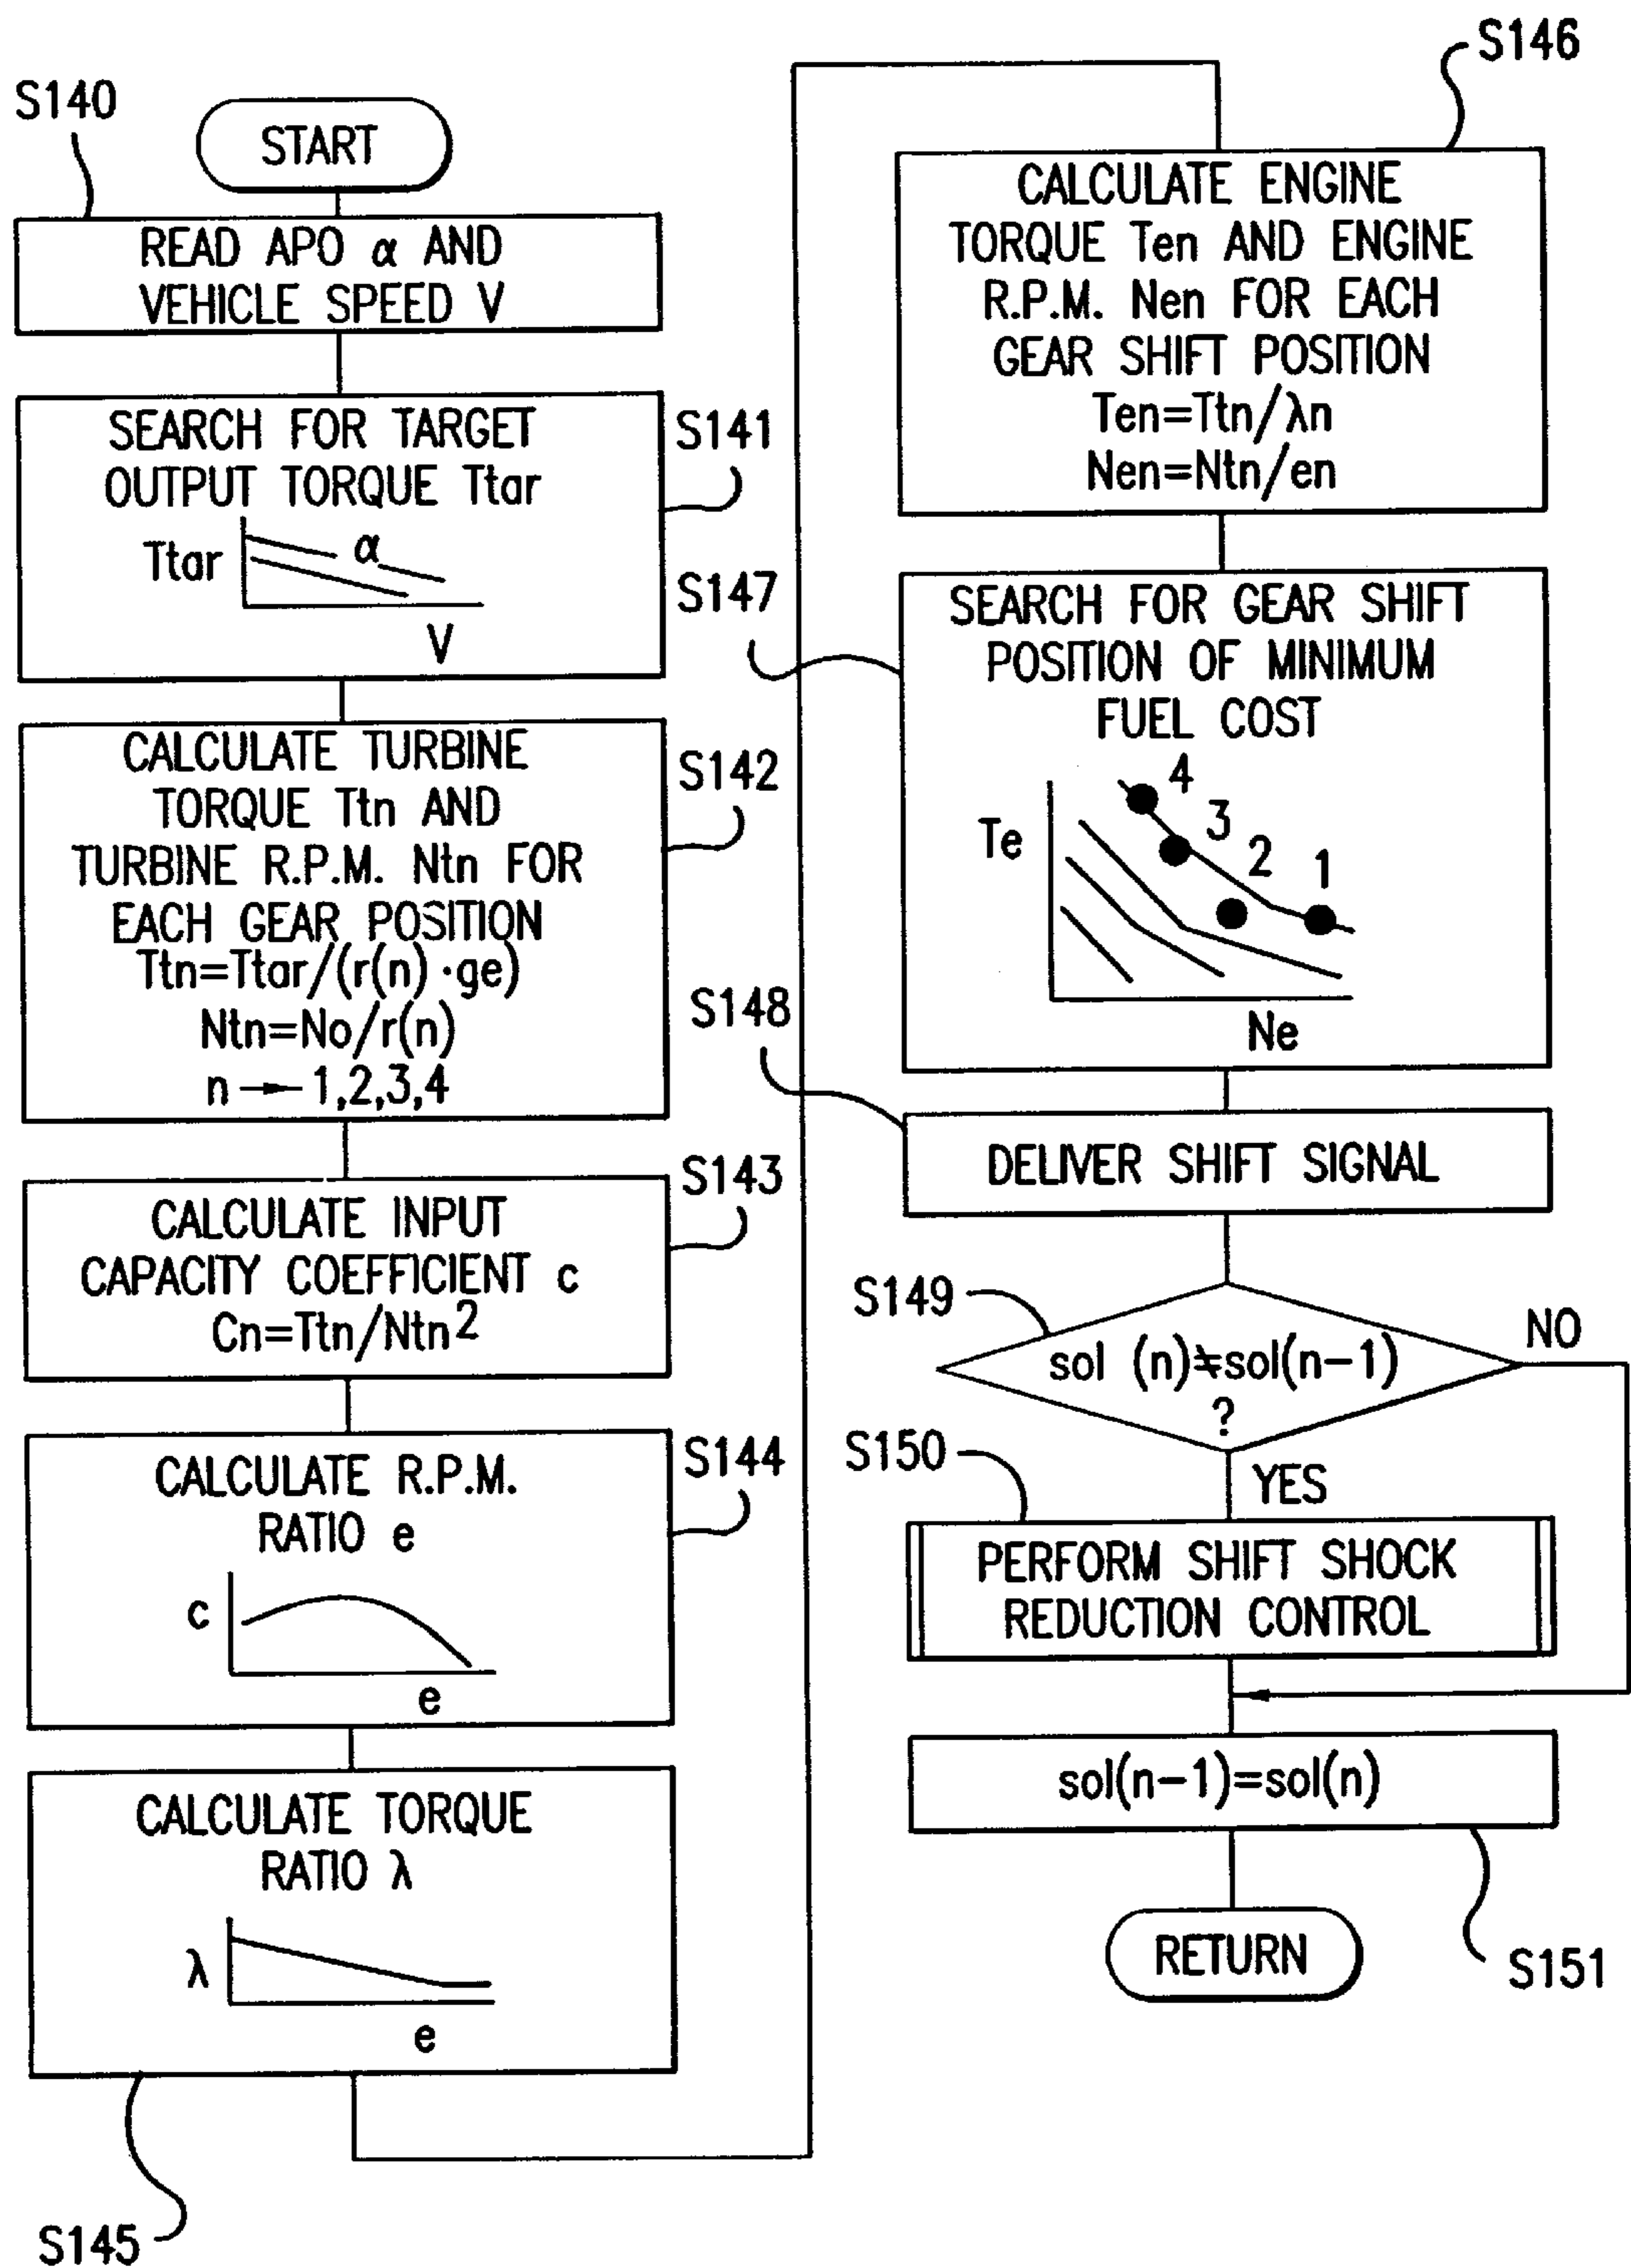 S140
START
READ APO α AND
VEHICLE SPEED V
SEARCH FOR TARGET
OUTPUT TORQUE Ttar
Ttar
α
V
S141
CALCULATE TURBINE
TORQUE Ttn AND
TURBINE R.P.M. Ntn FOR
EACH GEAR POSITION
Ttn=Ttar/(r(n)·ge)
Ntn=No/r(n)
n→1,2,3,4
S142
CALCULATE INPUT
CAPACITY COEFFICIENT c
Cn=Ttn/Ntn²
S143
CALCULATE R.P.M.
RATIO e
c
e
S144
CALCULATE TORQUE
RATIO λ
λ
e
S145
S146
CALCULATE ENGINE
TORQUE Ten AND ENGINE
R.P.M. Nen FOR EACH
GEAR SHIFT POSITION
Ten=Ttn/λn
Nen=Ntn/en
S147
SEARCH FOR GEAR SHIFT
POSITION OF MINIMUM
FUEL COST
4
3
2
1
Te
Ne
S148
DELIVER SHIFT SIGNAL
S149
sol (n)≠sol(n-1)
?
NO
YES
S150
PERFORM SHIFT SHOCK
REDUCTION CONTROL
sol(n-1)=sol(n)
S151
RETURN